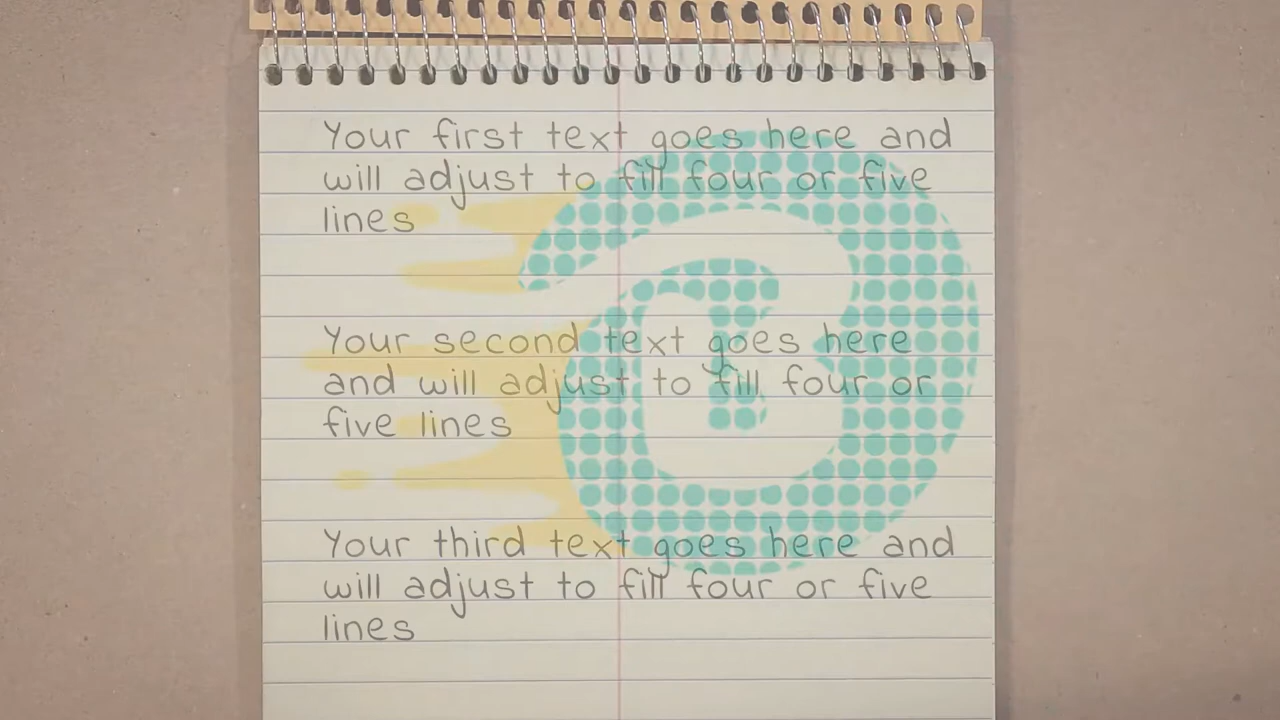 Your first text goes here and
will adjust to fill four or five
lines
Your second text goes here
and will adjust to fill four or
five lines
Your third text goes here and
will adjust to fill four or five
lines